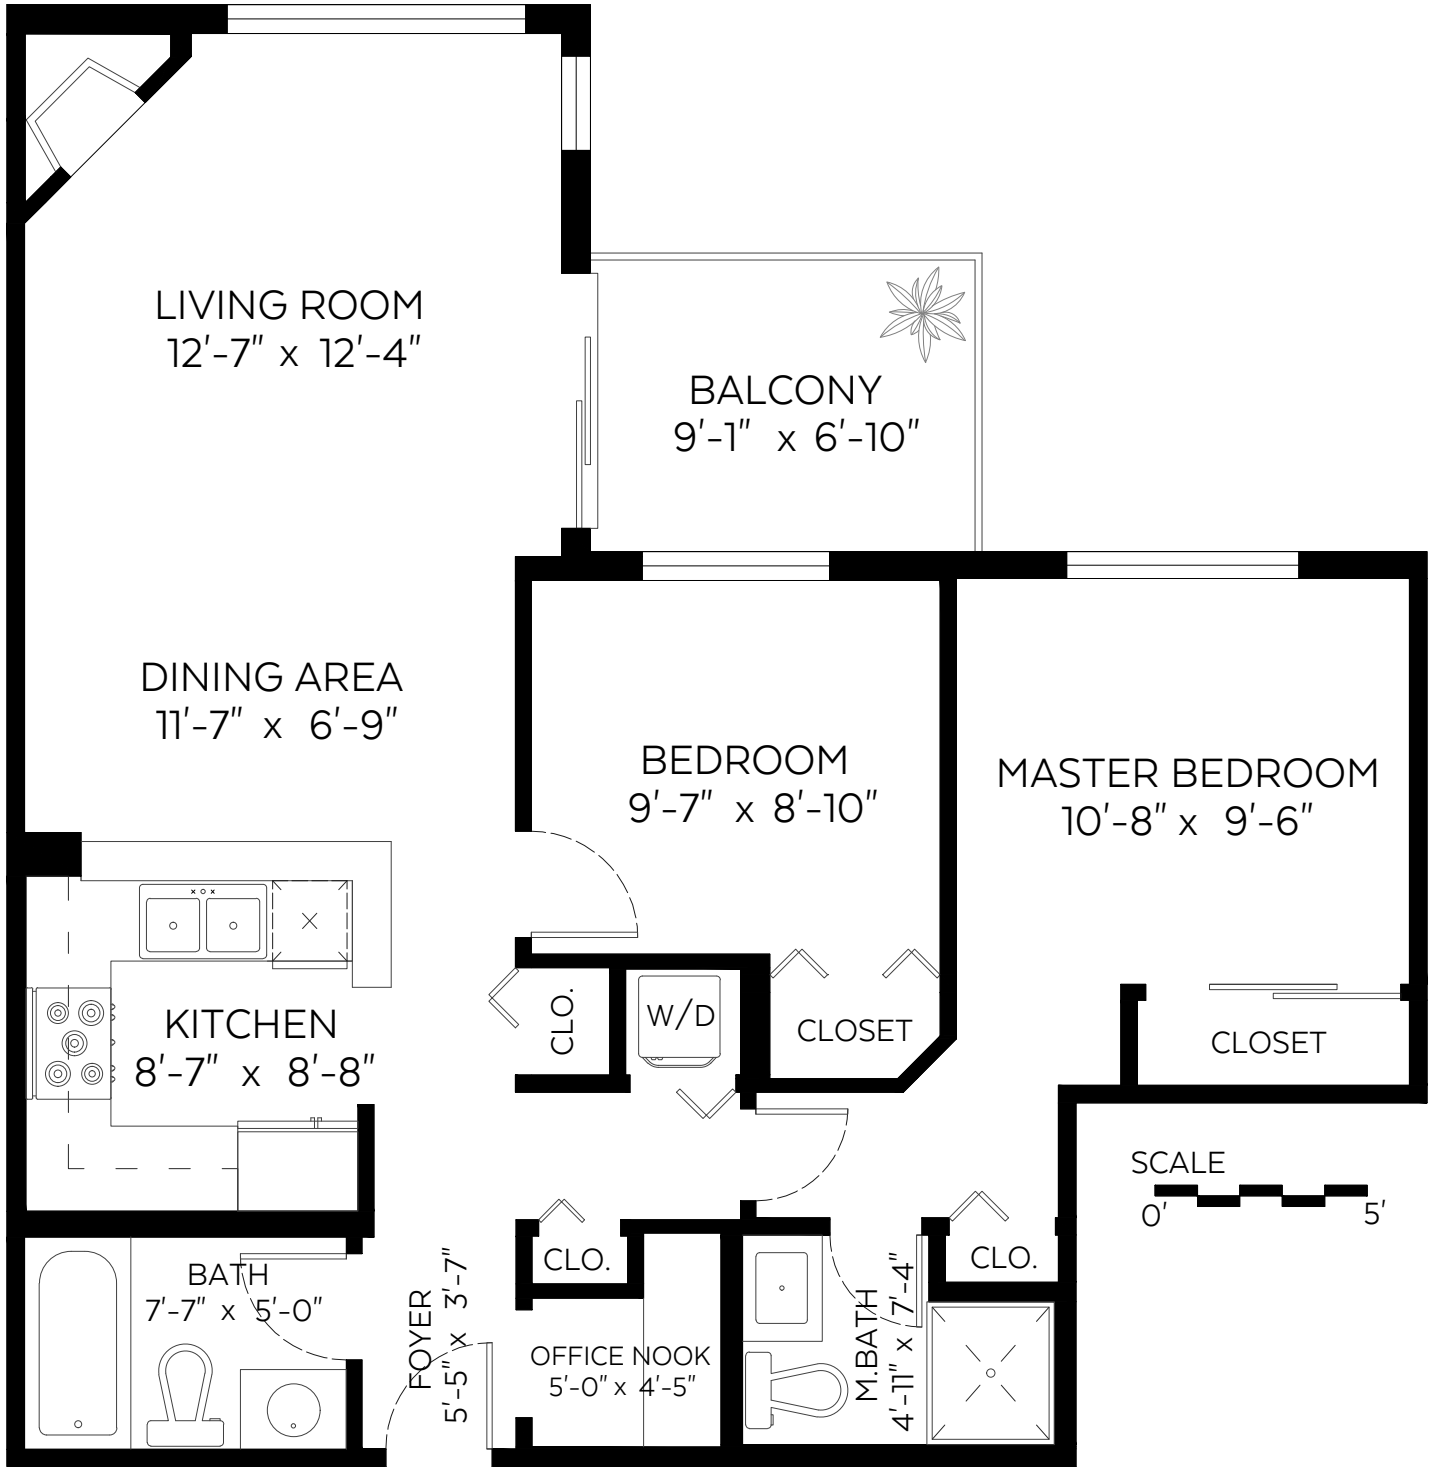 LIVING ROOM
12'-7" x 12'-4"
BALCONY
9'-1" x 6'-10"
DINING AREA
11'-7" x 6'-9"
BEDROOM
9'-7" x 8'-10"
MASTER BEDROOM
10'-8" x 9'-6"
KITCHEN
8'-7" x 8'-8"
CLO.
W/D
CLOSET
CLOSET
SCALE
0' 5'
BATH
7'-7" x 5'-0"
FOYER
5'-5" x 3'-7"
CLO.
OFFICE NOOK
5'-0" x 4'-5"
M.BATH
4'-11" x 7'-4"
CLO.